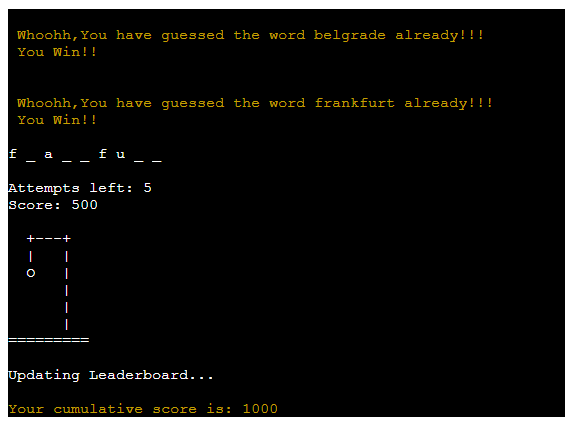 Whoohh,You have guessed the word belgrade already!!!
You Win!!
Whoohh,You have guessed the word frankfurt already!!!
You Win!!
f _ a _ _ f u _ _
Attempts left: 5
Score: 500
+---+
|   |
O   |
|
|
|
=========
Updating Leaderboard...
Your cumulative score is: 1000